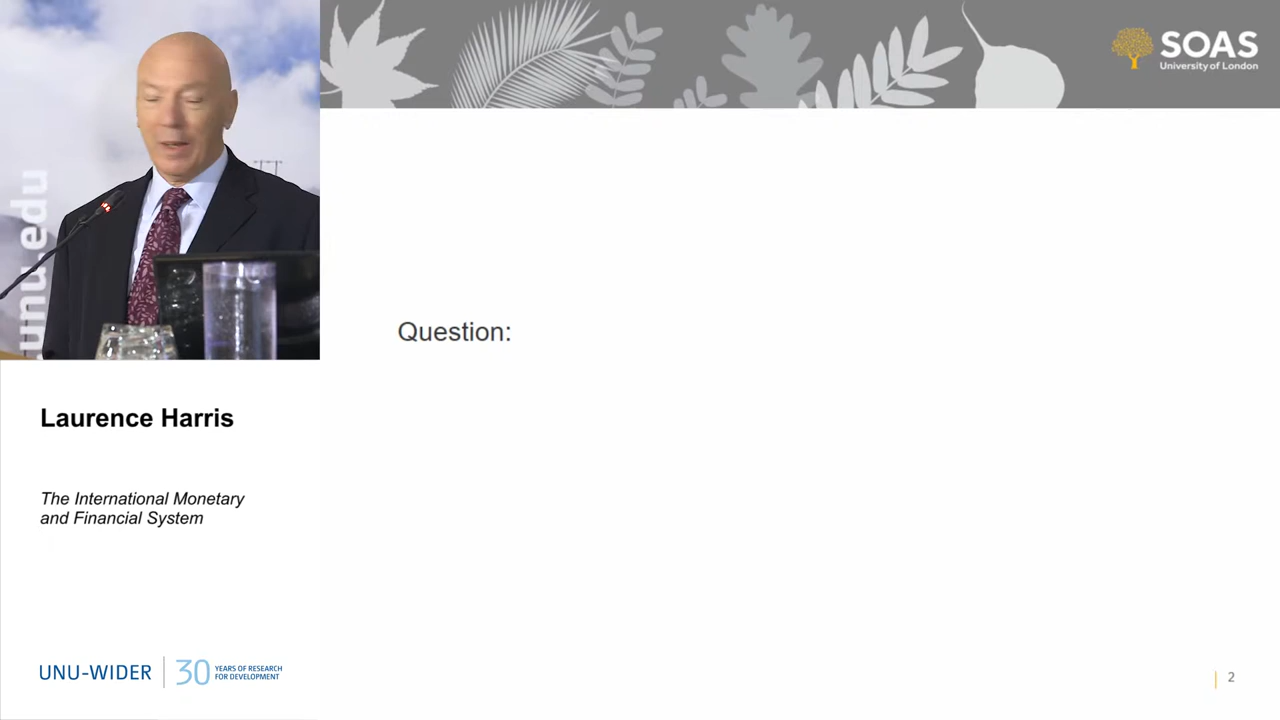 SOAS
University of London
unu.edu
Question:
Laurence Harris
The International Monetary
and Financial System
UNU-WIDER
30
YEARS OF RESEARCH
FOR DEVELOPMENT
2